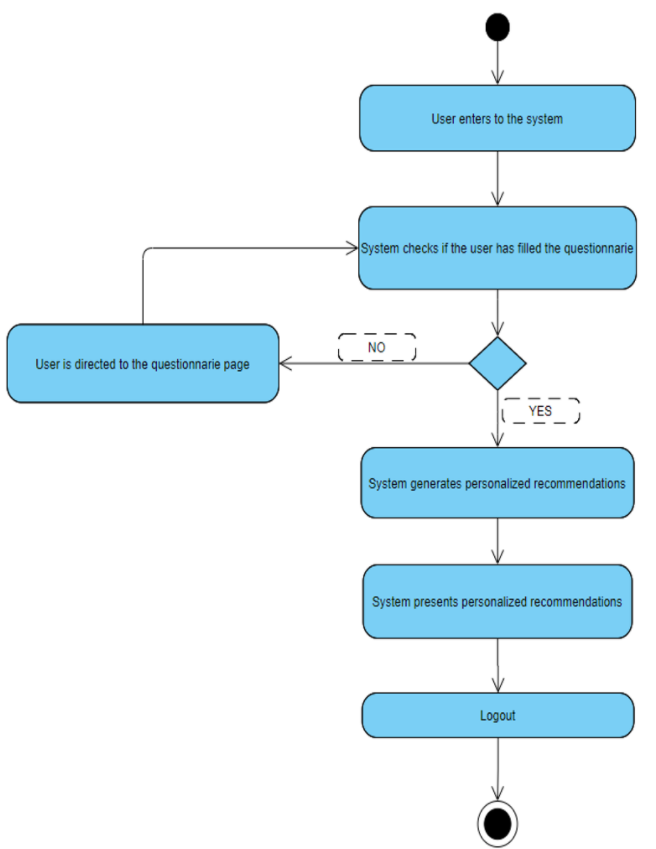 User enters to the system
System checks if the user has filled the questionnarie
User is directed to the questionnarie page
NO
YES
System generates personalized recommendations
System presents personalized recommendations
Logout